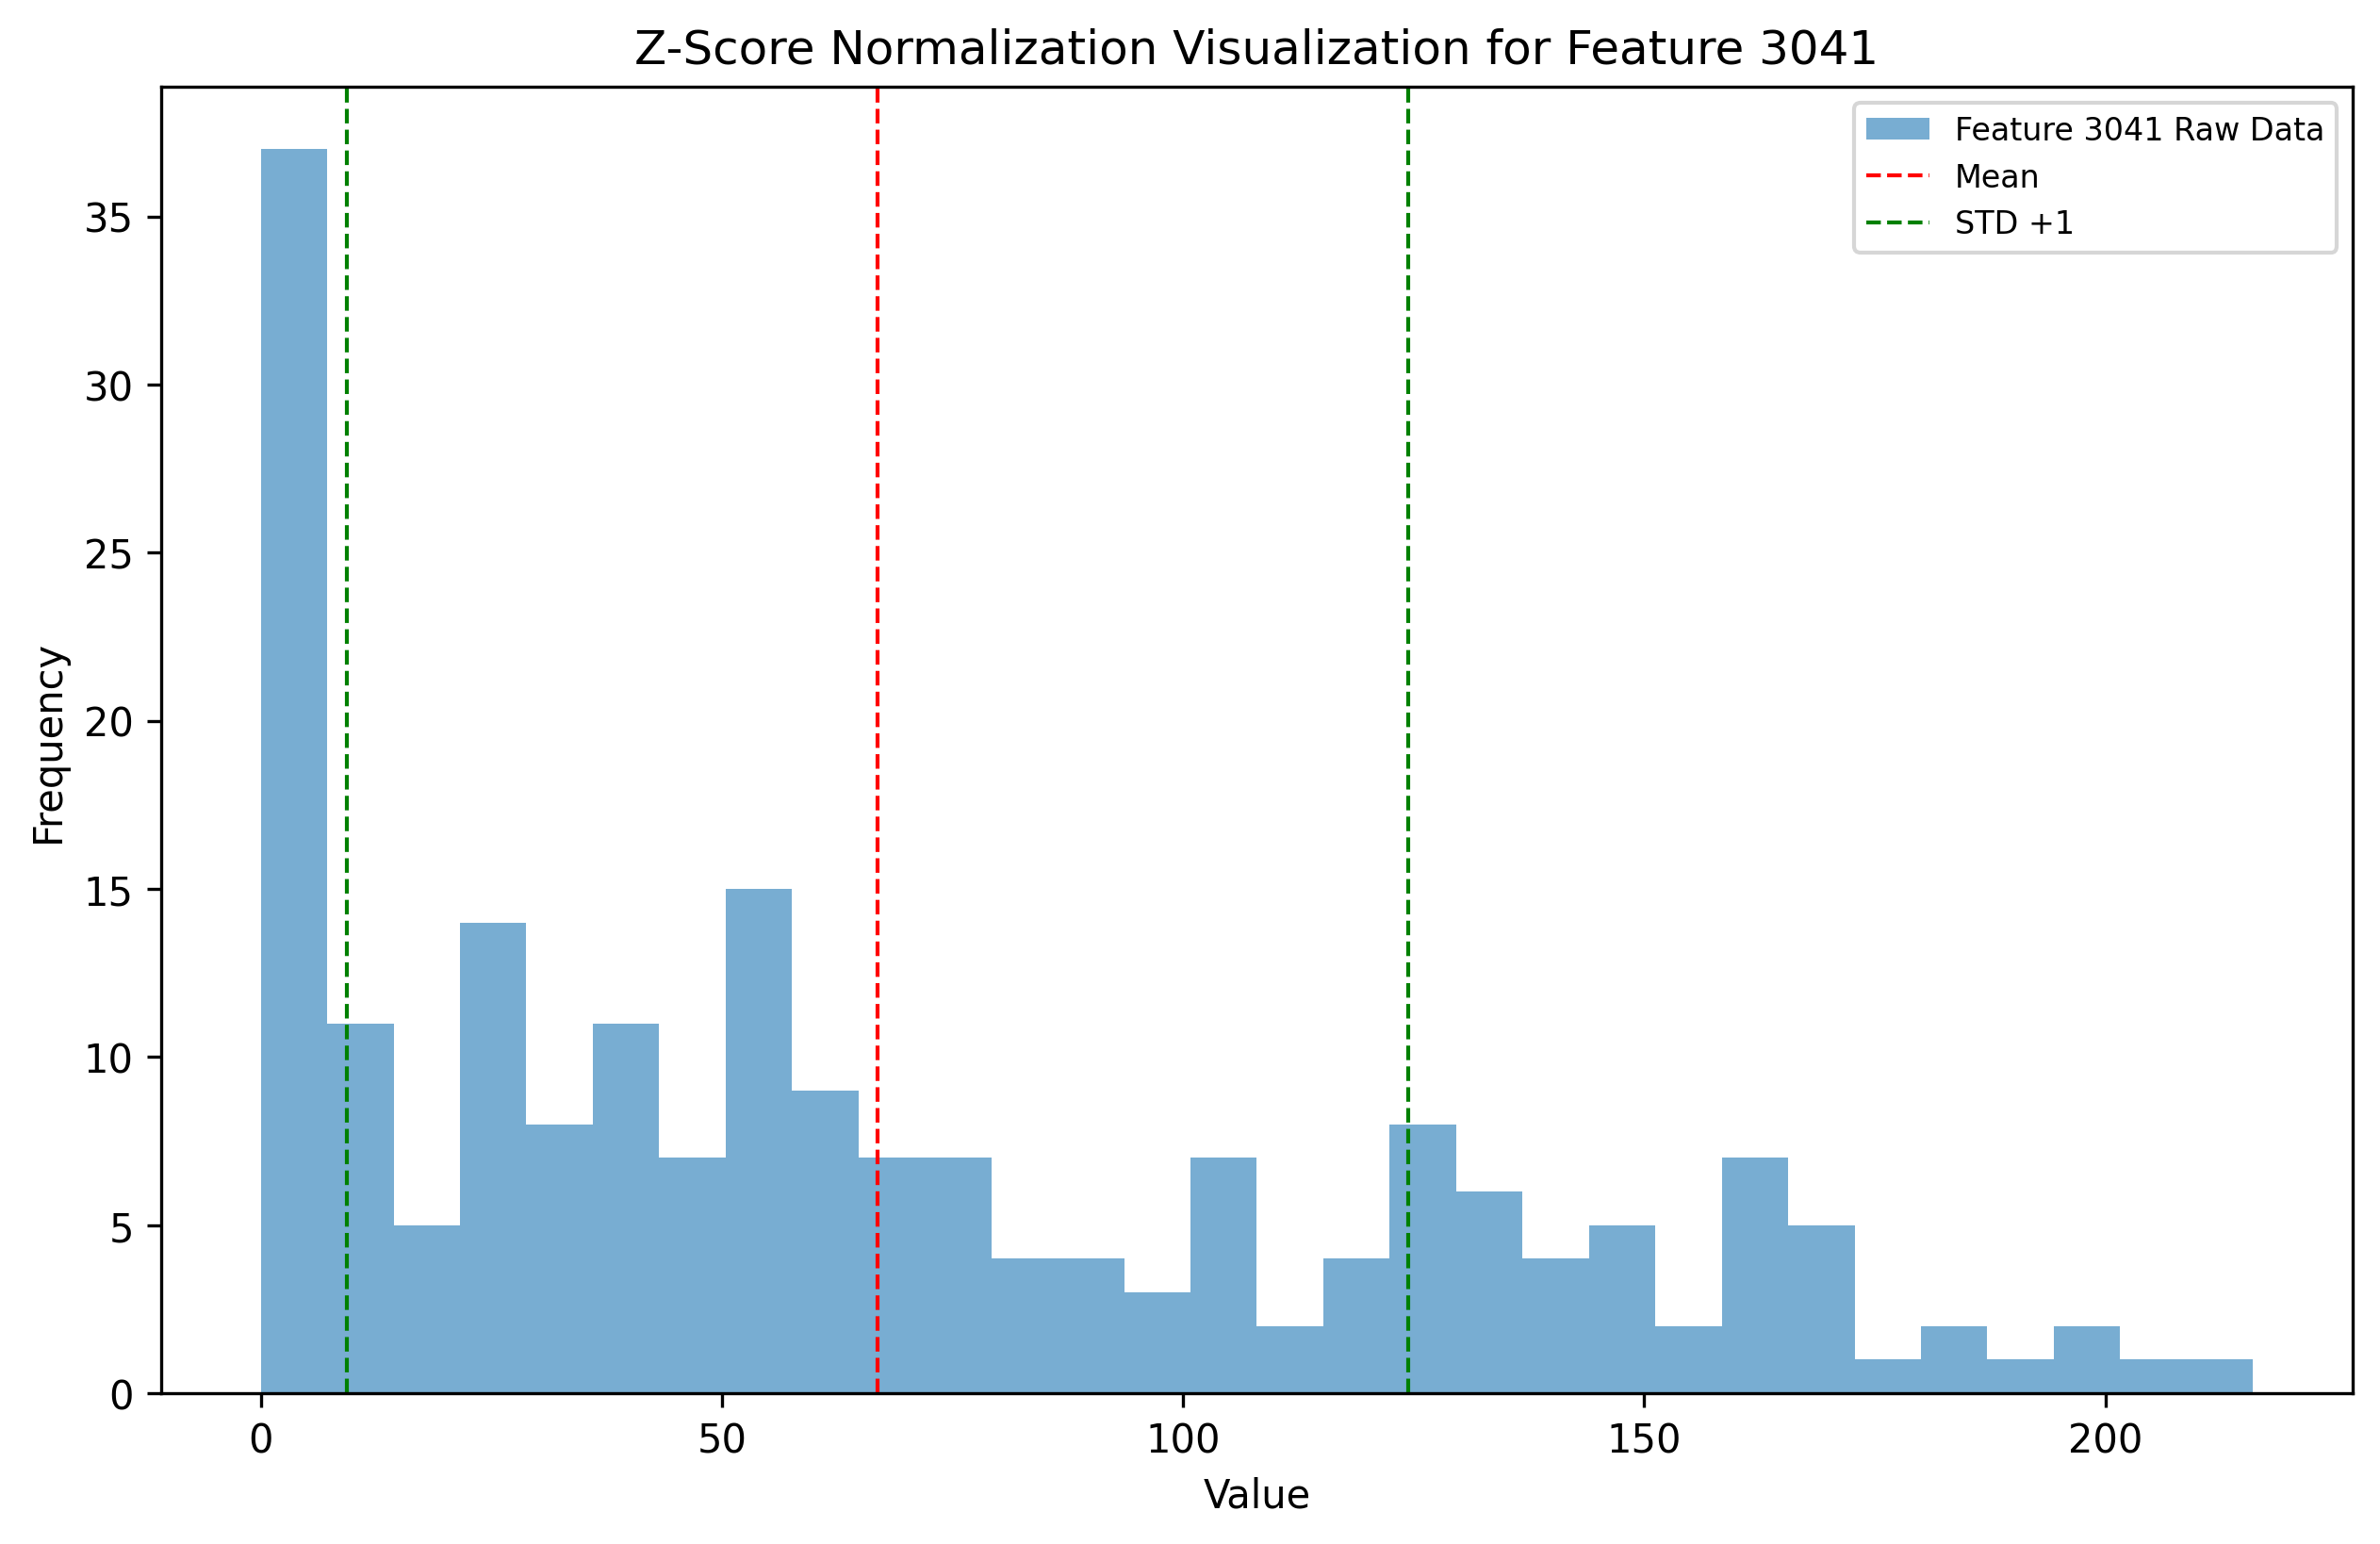 Z-Score Normalization Visualization for Feature 3041
Feature 3041 Raw Data
Mean
STD +1
35
30
25
20
15
10
5
0
Frequency
0 50 100 150 200
Value